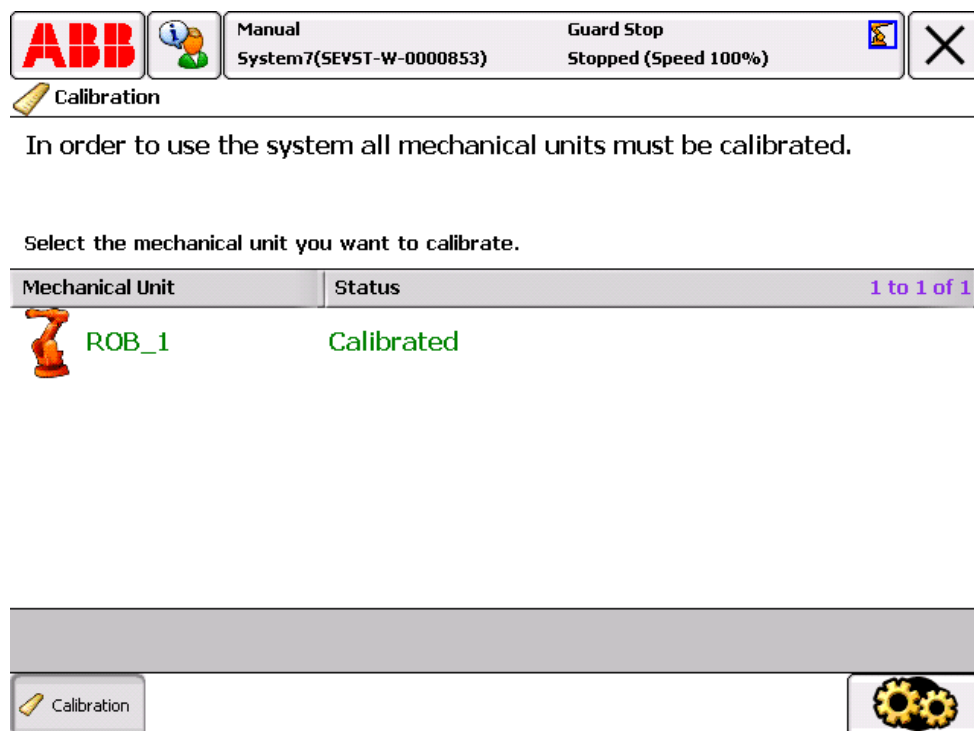 ABB
Manual
System7(SEVST-W-0000853)
Guard Stop
Stopped (Speed 100%)
Calibration
In order to use the system all mechanical units must be calibrated.
Select the mechanical unit you want to calibrate.
Mechanical Unit Status 1 to 1 of 1
ROB_1 Calibrated
Calibration